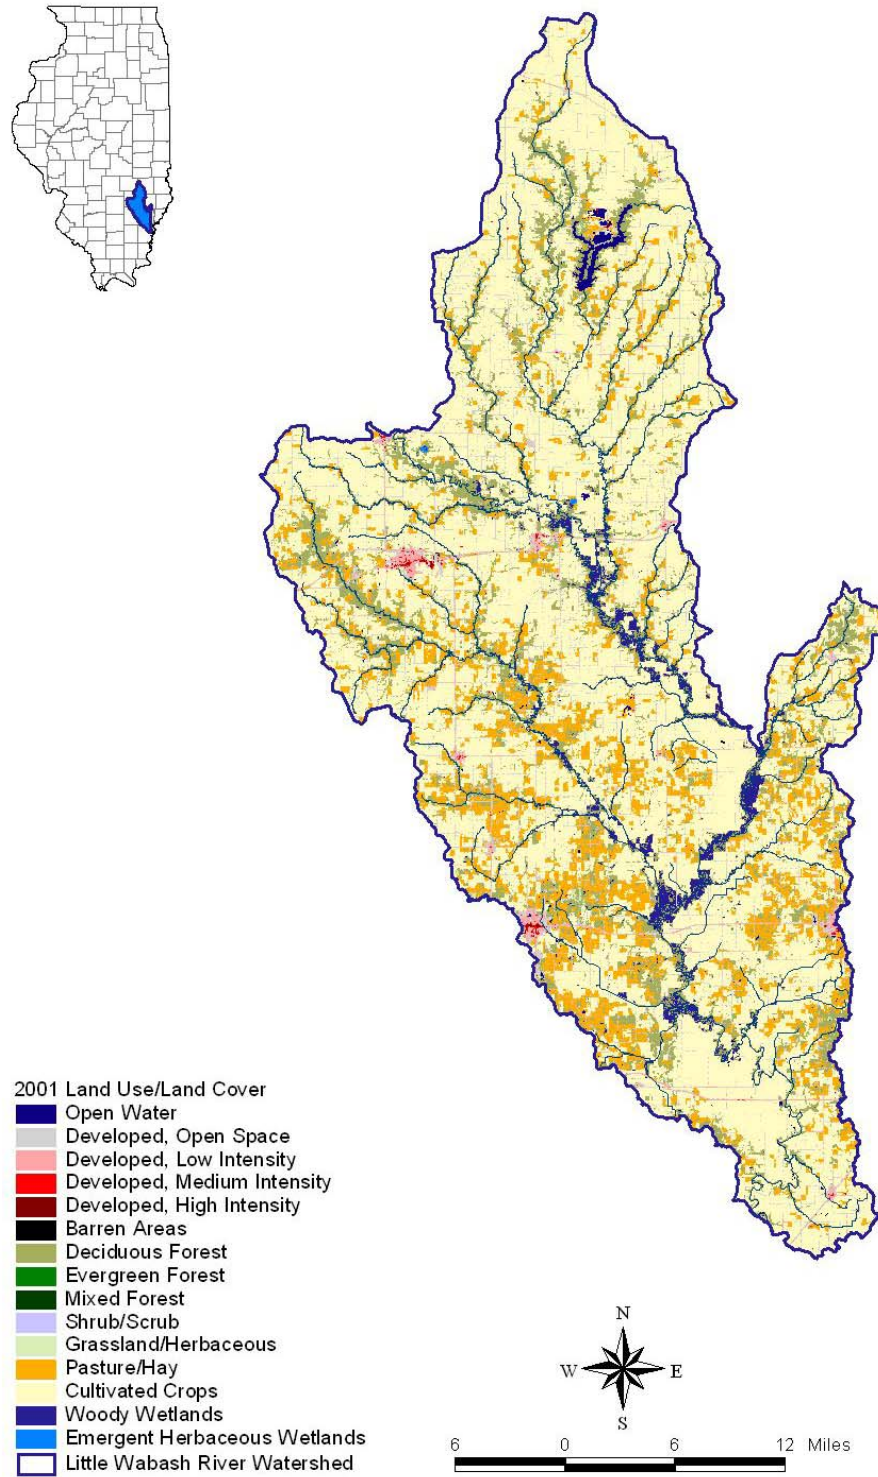 2001 Land Use/Land Cover
Open Water
Developed, Open Space
Developed, Low Intensity
Developed, Medium Intensity
Developed, High Intensity
Barren Areas
Deciduous Forest
Evergreen Forest
Mixed Forest
Shrub/Scrub
Grassland/Herbaceous
Pasture/Hay
Cultivated Crops
Woody Wetlands
Emergent Herbaceous Wetlands
Little Wabash River Watershed
N
W E
S
6 0 6 12 Miles